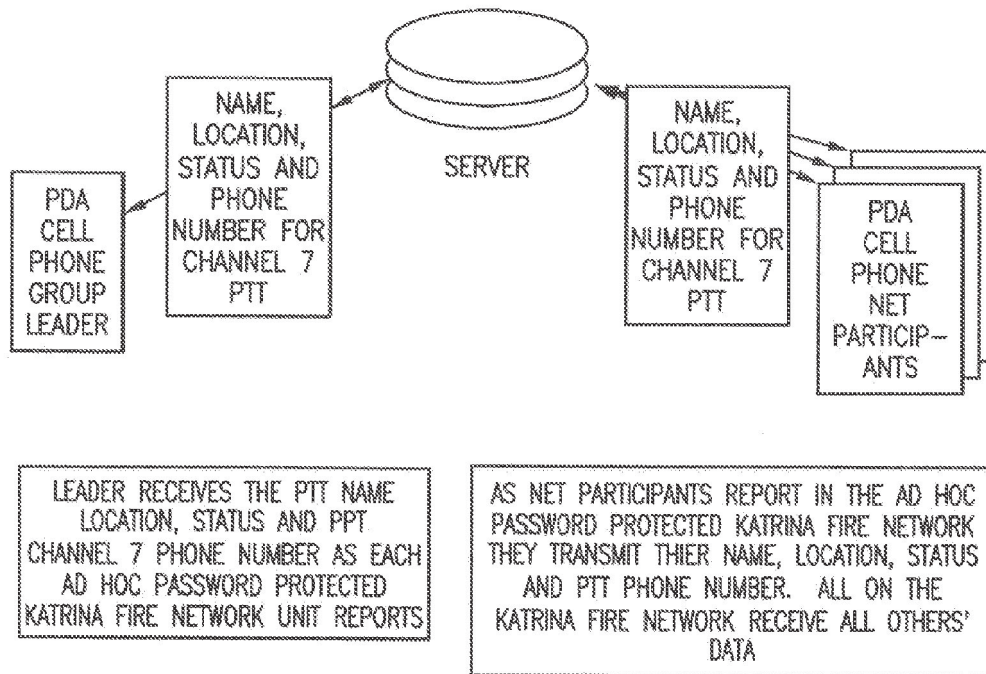 NAME,
LOCATION,
STATUS AND
PHONE
NUMBER FOR
CHANNEL 7
PTT
PDA
CELL
PHONE
GROUP
LEADER
SERVER
NAME,
LOCATION,
STATUS AND
PHONE
NUMBER FOR
CHANNEL 7
PTT
PDA
CELL
PHONE
NET
PARTICIP-
ANTS
LEADER RECEIVES THE PTT NAME
LOCATION, STATUS AND PPT
CHANNEL 7 PHONE NUMBER AS EACH
AD HOC PASSWORD PROTECTED
KATRINA FIRE NETWORK UNIT REPORTS
AS NET PARTICIPANTS REPORT IN THE AD HOC
PASSWORD PROTECTED KATRINA FIRE NETWORK
THEY TRANSMIT THIER NAME, LOCATION, STATUS
AND PTT PHONE NUMBER. ALL ON THE
KATRINA FIRE NETWORK RECEIVE ALL OTHERS'
DATA